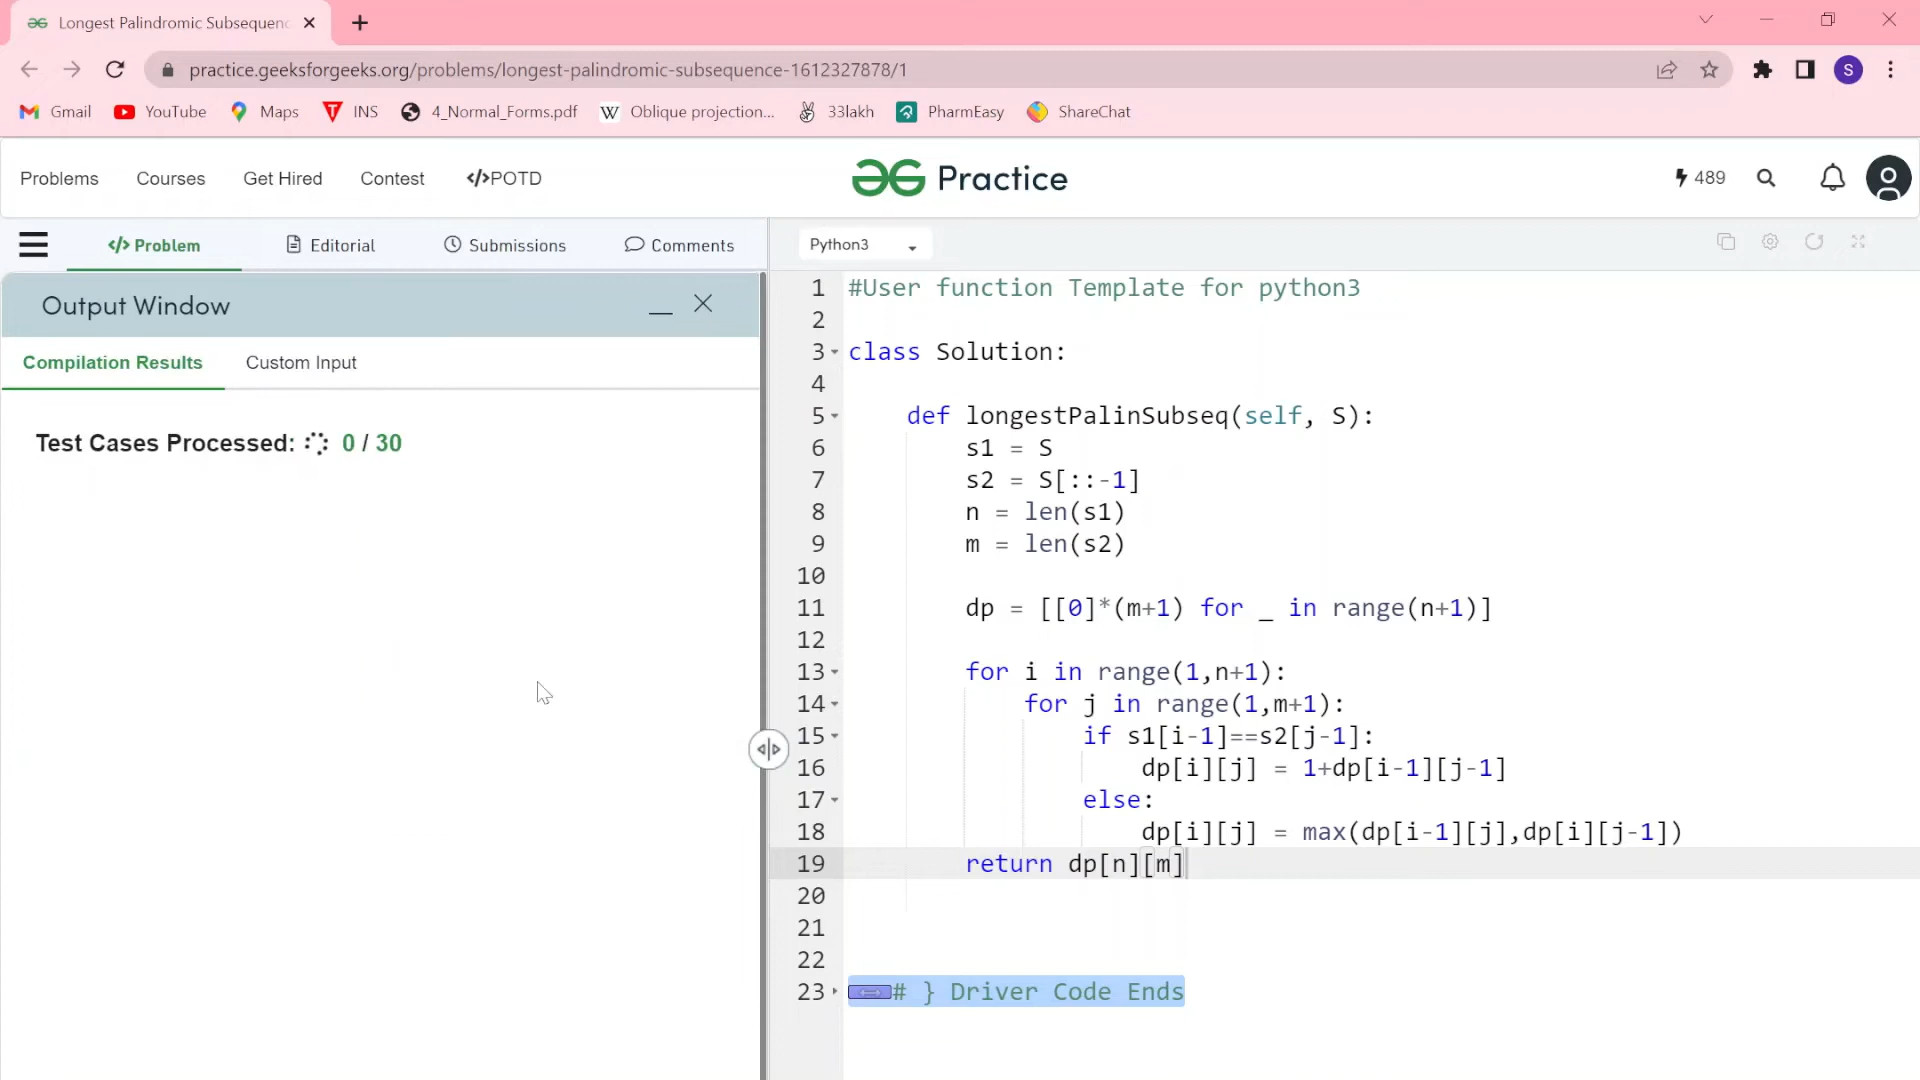 Longest Palindromic Subsequenc
practice.geeksforgeeks.org/problems/longest-palindromic-subsequence-1612327878/1
S
Gmail YouTube Maps INS 4_Normal_Forms.pdf Oblique projection... 33lakh PharmEasy ShareChat
Problems Courses Get Hired Contest </>POTD Practice 489
</> Problem Editorial Submissions Comments
Python3
Output Window
Compilation Results Custom Input
Test Cases Processed: 0 / 30
1 #User function Template for python3
2
3 class Solution:
4
5 def longestPalinSubseq(self, S):
6 s1 = S
7 s2 = S[::-1]
8 n = len(s1)
9 m = len(s2)
10
11 dp = [[0]*(m+1) for _ in range(n+1)]
12
13 for i in range(1,n+1):
14 for j in range(1,m+1):
15 if s1[i-1]==s2[j-1]:
16 dp[i][j] = 1+dp[i-1][j-1]
17 else:
18 dp[i][j] = max(dp[i-1][j],dp[i][j-1])
19 return dp[n][m]
20
21
22
23 # } Driver Code Ends